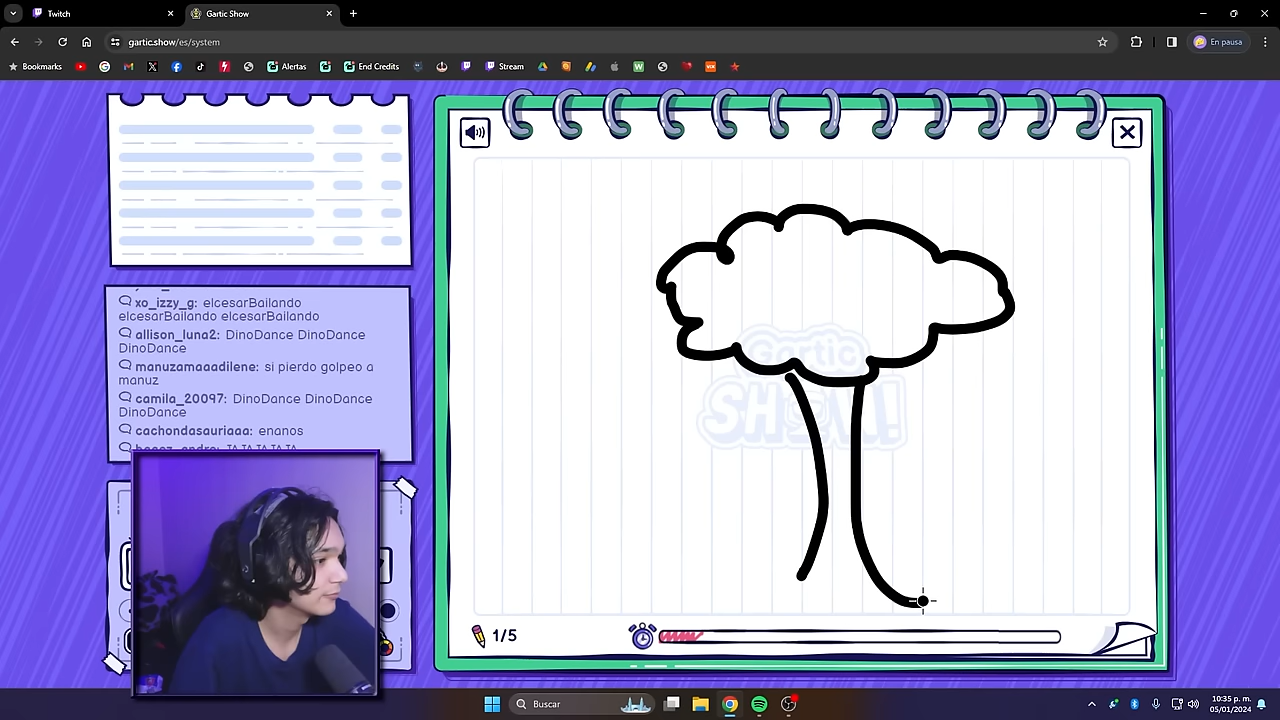 Twitch
Gartic Show
gartic.show/es/system
En pausa
Bookmarks
Alertas
End Credits
Stream
xo_izzy_g: elcesarBailando
elcesarBailando elcesarBailando
allison_luna2: DinoDance DinoDance
DinoDance
manuzamaaadilene: si pierdo golpeo a
manuz
camila_20097: DinoDance DinoDance
DinoDance
cachondasauriaaa: enanos
Gartic
SHOW!
1/5
Buscar
10:35 p. m.
05/01/2024